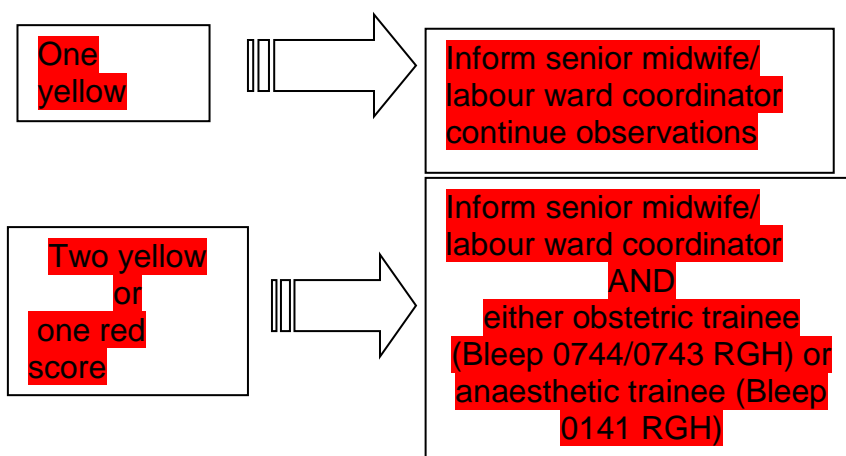 One
yellow
Inform senior midwife/
labour ward coordinator
continue observations
Two yellow
or
one red
score
Inform senior midwife/
labour ward coordinator
AND
either obstetric trainee
(Bleep 0744/0743 RGH) or
anaesthetic trainee (Bleep
0141 RGH)